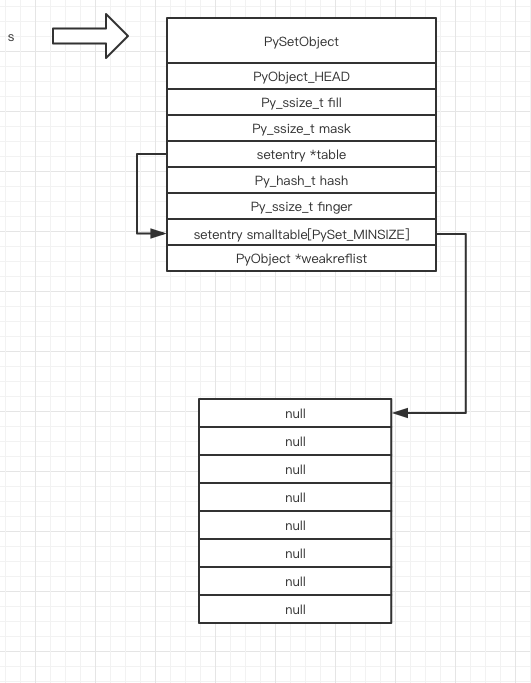 s
PySetObject
PyObject_HEAD
Py_ssize_t fill
Py_ssize_t mask
setentry *table
Py_hash_t hash
Py_ssize_t finger
setentry smalltable[PySet_MINSIZE]
PyObject *weakreflist
null
null
null
null
null
null
null
null